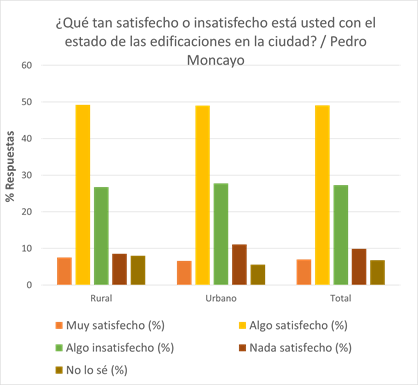 ¿Qué tan satisfecho o insatisfecho está usted con el
estado de las edificaciones en la ciudad? / Pedro
Moncayo
60
50
40
30
20
10
0
% Respuestas
Rural Urbano Total
Muy satisfecho (%) Algo satisfecho (%)
Algo insatisfecho (%) Nada satisfecho (%)
No lo sé (%)